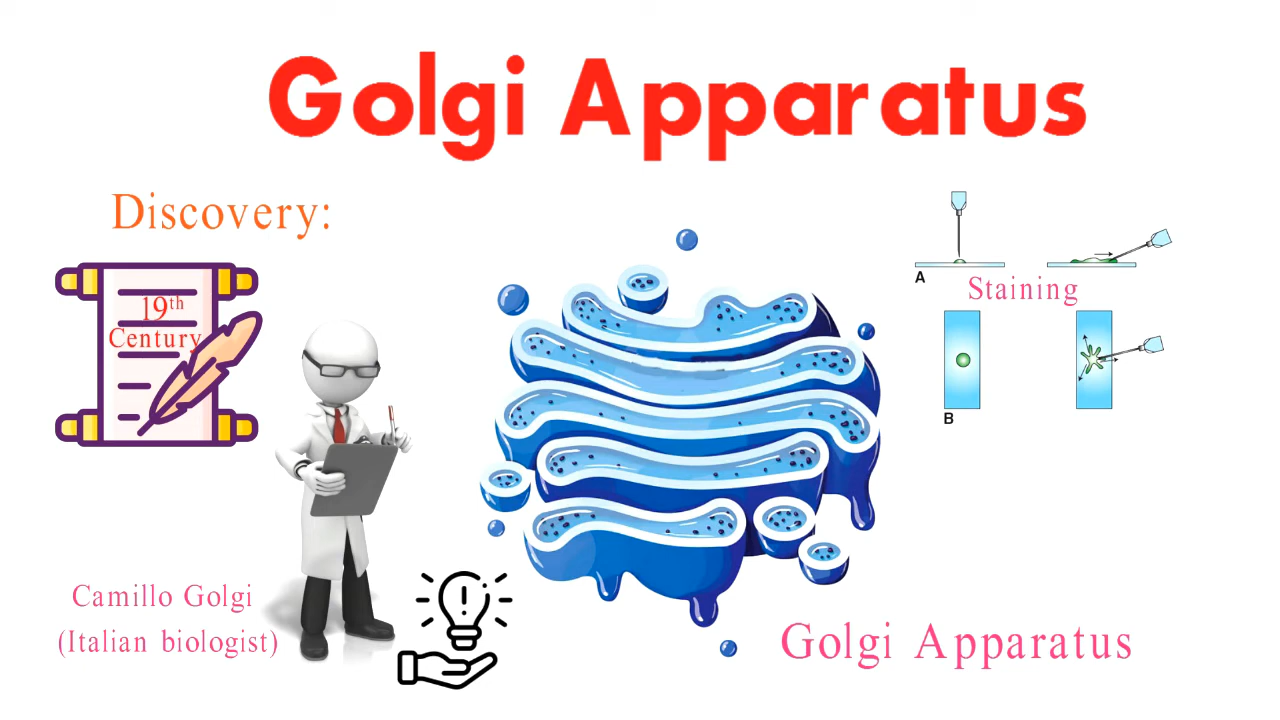 Golgi Apparatus
Discovery:
19th
Century
Camillo Golgi
(Italian biologist)
A
Staining
B
Golgi Apparatus